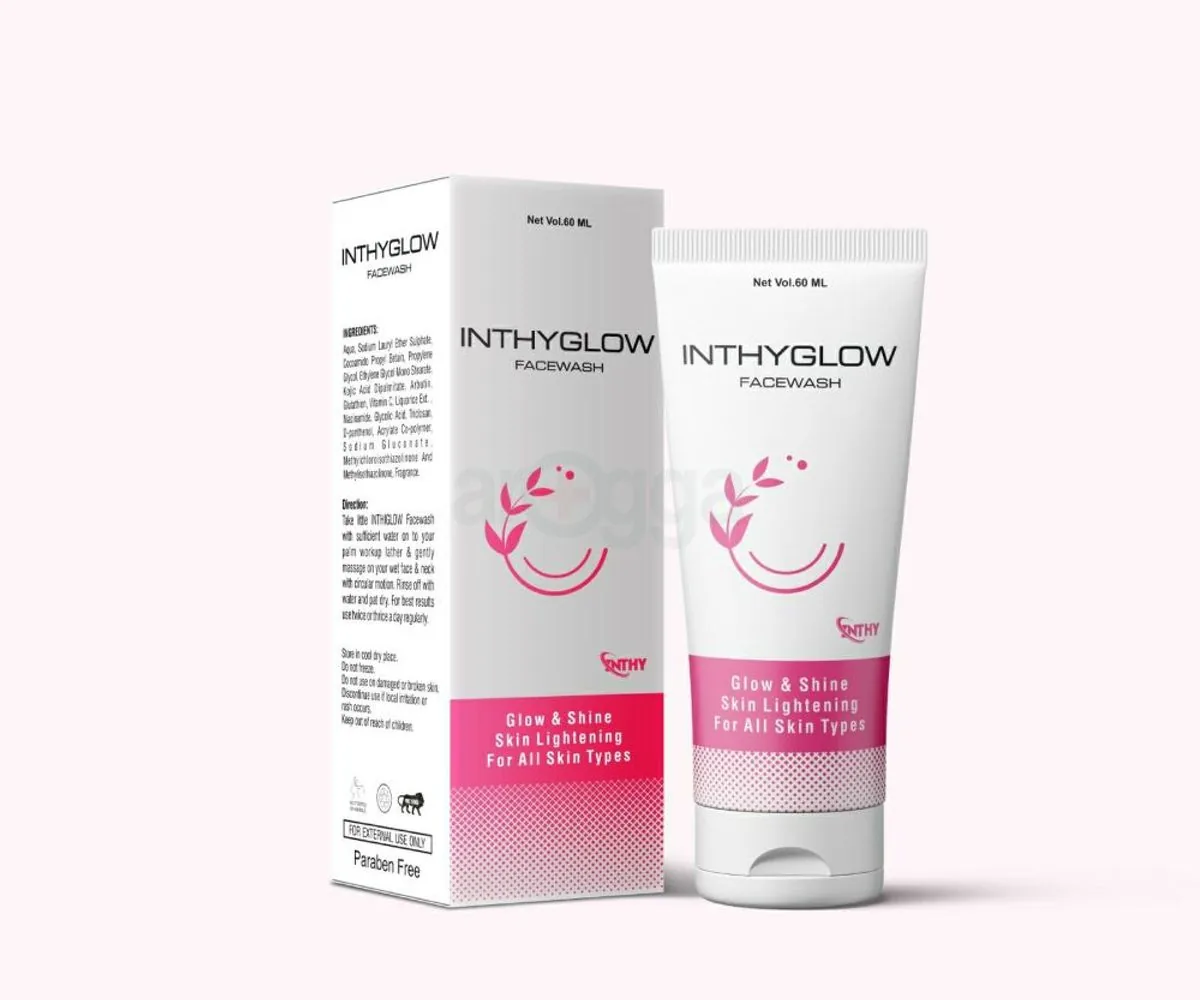 INTHYGLOW
FACEWASH
INGREDIENTS:
Aqua, Sodium Lauryl Ether Sulphate,
Cocoamido Propyl Betain, Propylene
Glycol, Ethylene Glycol Mono Stearate,
Kojic Acid Dipalmitate, Arbutin,
Glutathien, Vitamin C, Liquorice Ext.,
Niacinamide, Glycolic Acid, Triclosan,
D-panthenol, Acrylate Co-polymer,
Sodium Gluconate,
Methylchloroisothiazolinone And
Methylisothiazolinone, Fragrance.
Direction:
Take little INTHIGLOW Facewash
with sufficient water on to your
palm workup lather & gently
massage on your wet face & neck
with circular motion. Rinse off with
water and pat dry. For best results
use twice or thrice a day regularly.
Store in cool dry place.
Do not freeze.
Do not use on damaged or broken skin.
Discontinue use if local irritation or
rash occurs.
Keep out of reach of children.
FOR EXTERNAL USE ONLY
Paraben Free
Net Vol.60 ML
INTHYGLOW
FACEWASH
INTHY
Glow & Shine
Skin Lightening
For All Skin Types
Net Vol.60 ML
INTHYGLOW
FACEWASH
INTHY
Glow & Shine
Skin Lightening
For All Skin Types
arogga